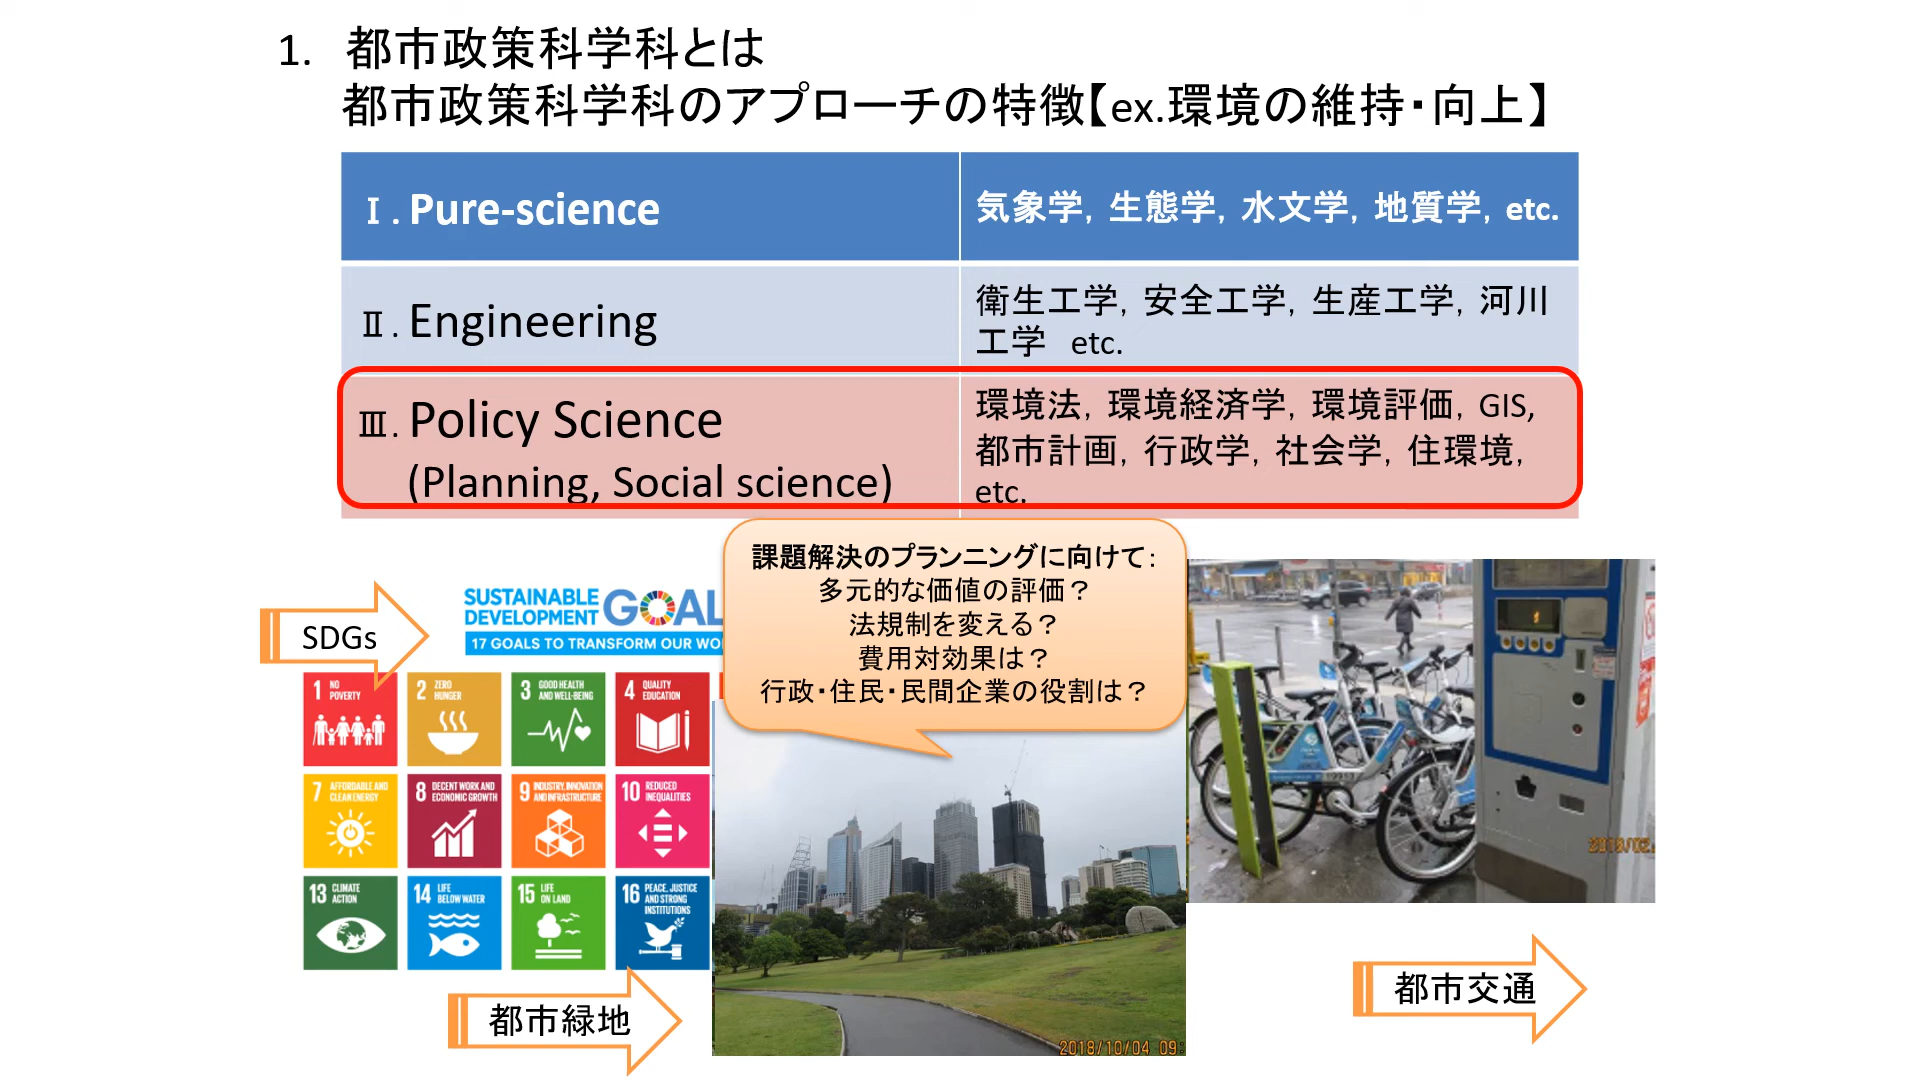 1. 都市政策科学科とは
都市政策科学科のアプローチの特徴【ex.環境の維持・向上】
Ⅰ. Pure-science
気象学, 生態学, 水文学, 地質学, etc.
Ⅱ. Engineering
衛生工学, 安全工学, 生産工学, 河川
工学 etc.
Ⅲ. Policy Science
(Planning, Social science)
環境法, 環境経済学, 環境評価, GIS,
都市計画, 行政学, 社会学, 住環境,
etc.
課題解決のプランニングに向けて:
多元的な価値の評価?
法規制を変える?
費用対効果は?
行政・住民・民間企業の役割は?
SDGs
SUSTAINABLE
DEVELOPMENT GOAL
17 GOALS TO TRANSFORM OUR WO
1 NO
POVERTY
2 ZERO
HUNGER
3 GOOD HEALTH
AND WELL-BEING
4 QUALITY
EDUCATION
7 AFFORDABLE AND
CLEAN ENERGY
8 DECENT WORK AND
ECONOMIC GROWTH
9 INDUSTRY, INNOVATION
AND INFRASTRUCTURE
10 REDUCED
INEQUALITIES
13 CLIMATE
ACTION
14 LIFE
BELOW WATER
15 LIFE
ON LAND
16 PEACE, JUSTICE
AND STRONG
INSTITUTIONS
都市緑地
2018/10/04 09:
都市交通